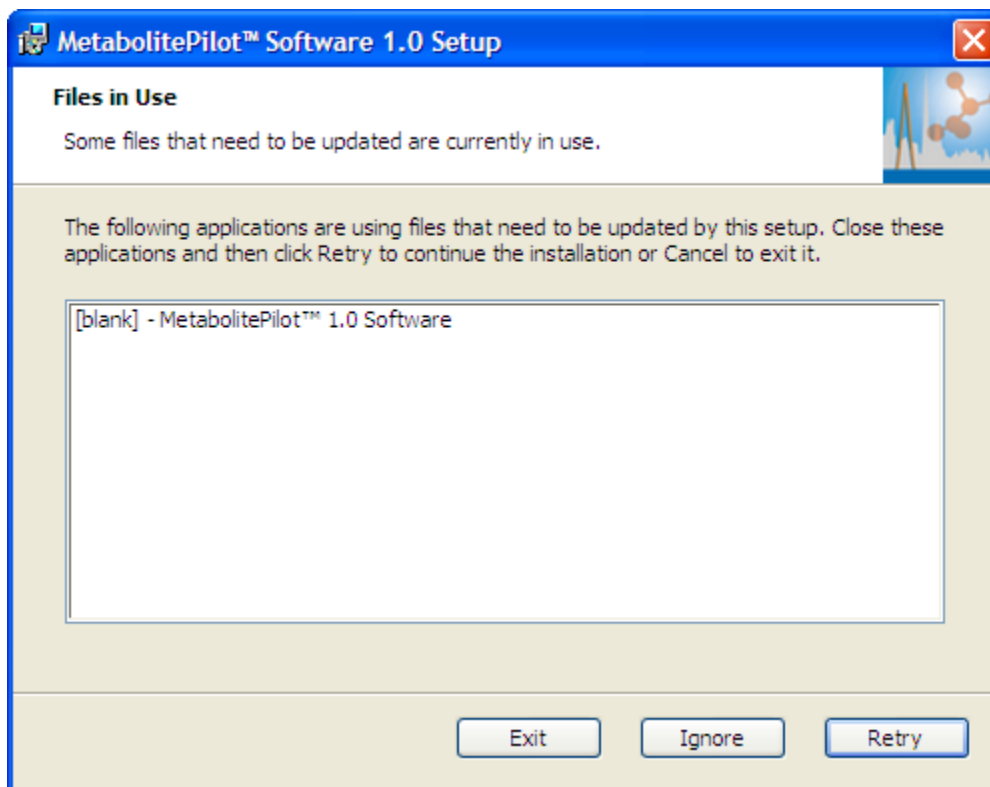 MetabolitePilot™ Software 1.0 Setup
Files in Use
Some files that need to be updated are currently in use.
The following applications are using files that need to be updated by this setup. Close these
applications and then click Retry to continue the installation or Cancel to exit it.
[blank] - MetabolitePilot™ 1.0 Software
Exit Ignore Retry